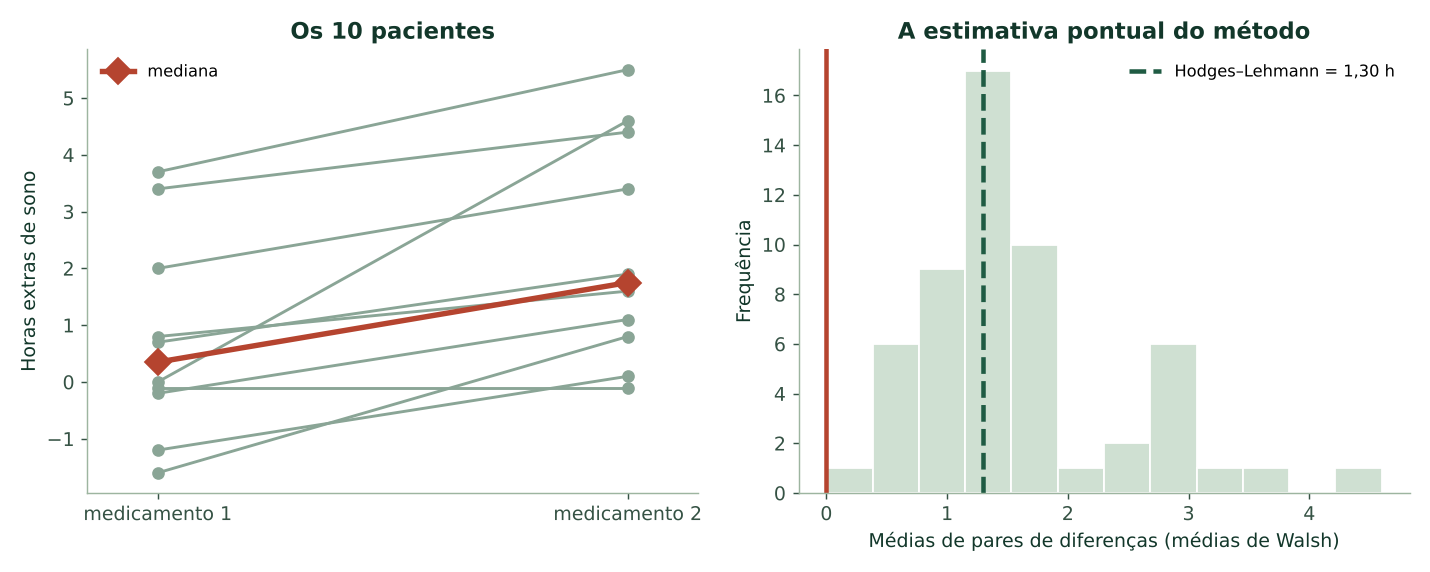 Os 10 pacientes
mediana
Horas extras de sono
5
4
3
2
1
0
−1
medicamento 1
medicamento 2
A estimativa pontual do método
Hodges–Lehmann = 1,30 h
Frequência
16
14
12
10
8
6
4
2
0
0
1
2
3
4
Médias de pares de diferenças (médias de Walsh)